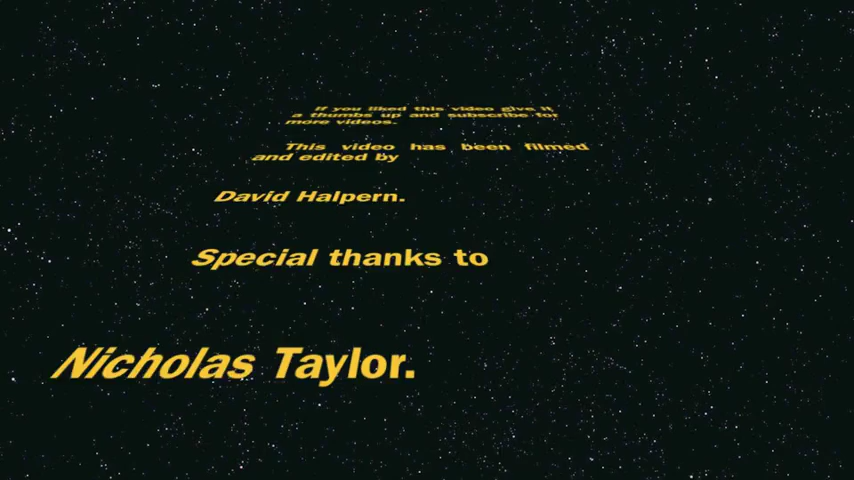 If you liked this video give it
a thumbs up and subscribe for
more videos.
This video has been filmed
and edited by
David Halpern.
Special thanks to
Nicholas Taylor.